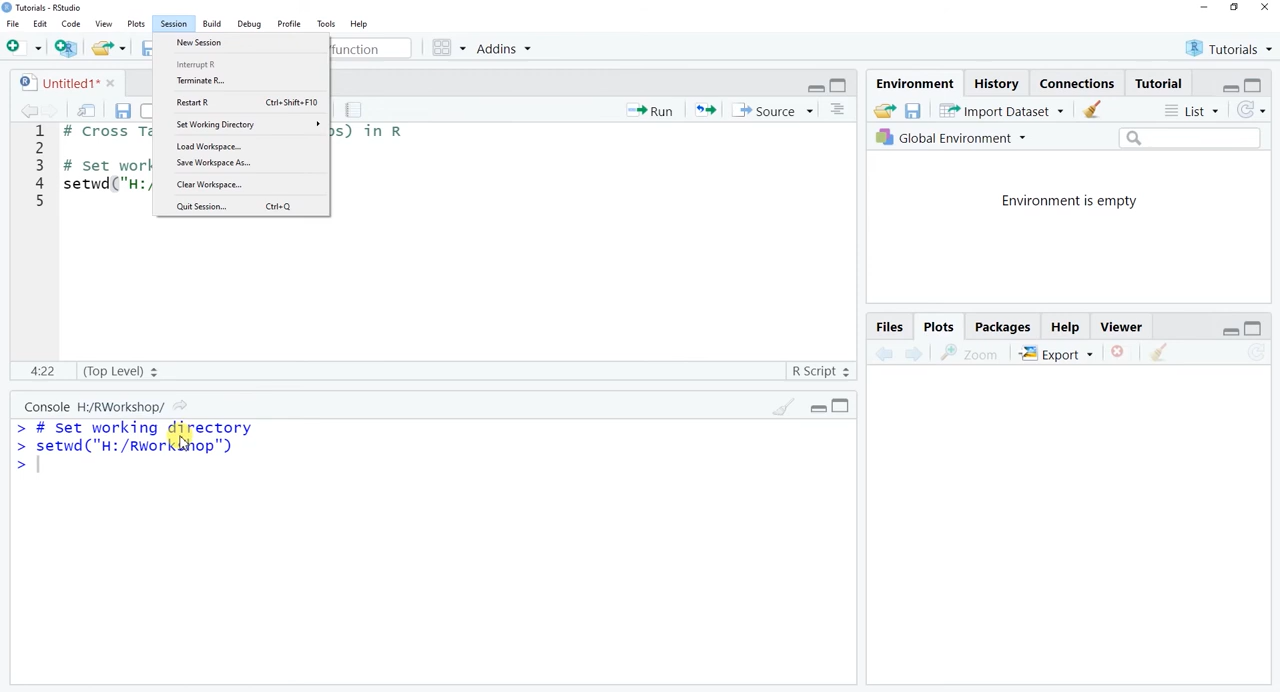 Tutorials - RStudio
File Edit Code View Plots Session Build Debug Profile Tools Help
function Addins Tutorials
New Session
Interrupt R
Terminate R...
Restart R Ctrl+Shift+F10
Set Working Directory
Load Workspace...
Save Workspace As...
Clear Workspace...
Quit Session... Ctrl+Q
Untitled1*
Run Source
1 # Cross Ta os) in R
2
3 # Set work
4 setwd("H:/
5
4:22 (Top Level) R Script
Console H:/RWorkshop/
> # Set working directory
> setwd("H:/RWorkshop")
>
Environment History Connections Tutorial
Import Dataset List
Global Environment
Environment is empty
Files Plots Packages Help Viewer
Zoom Export